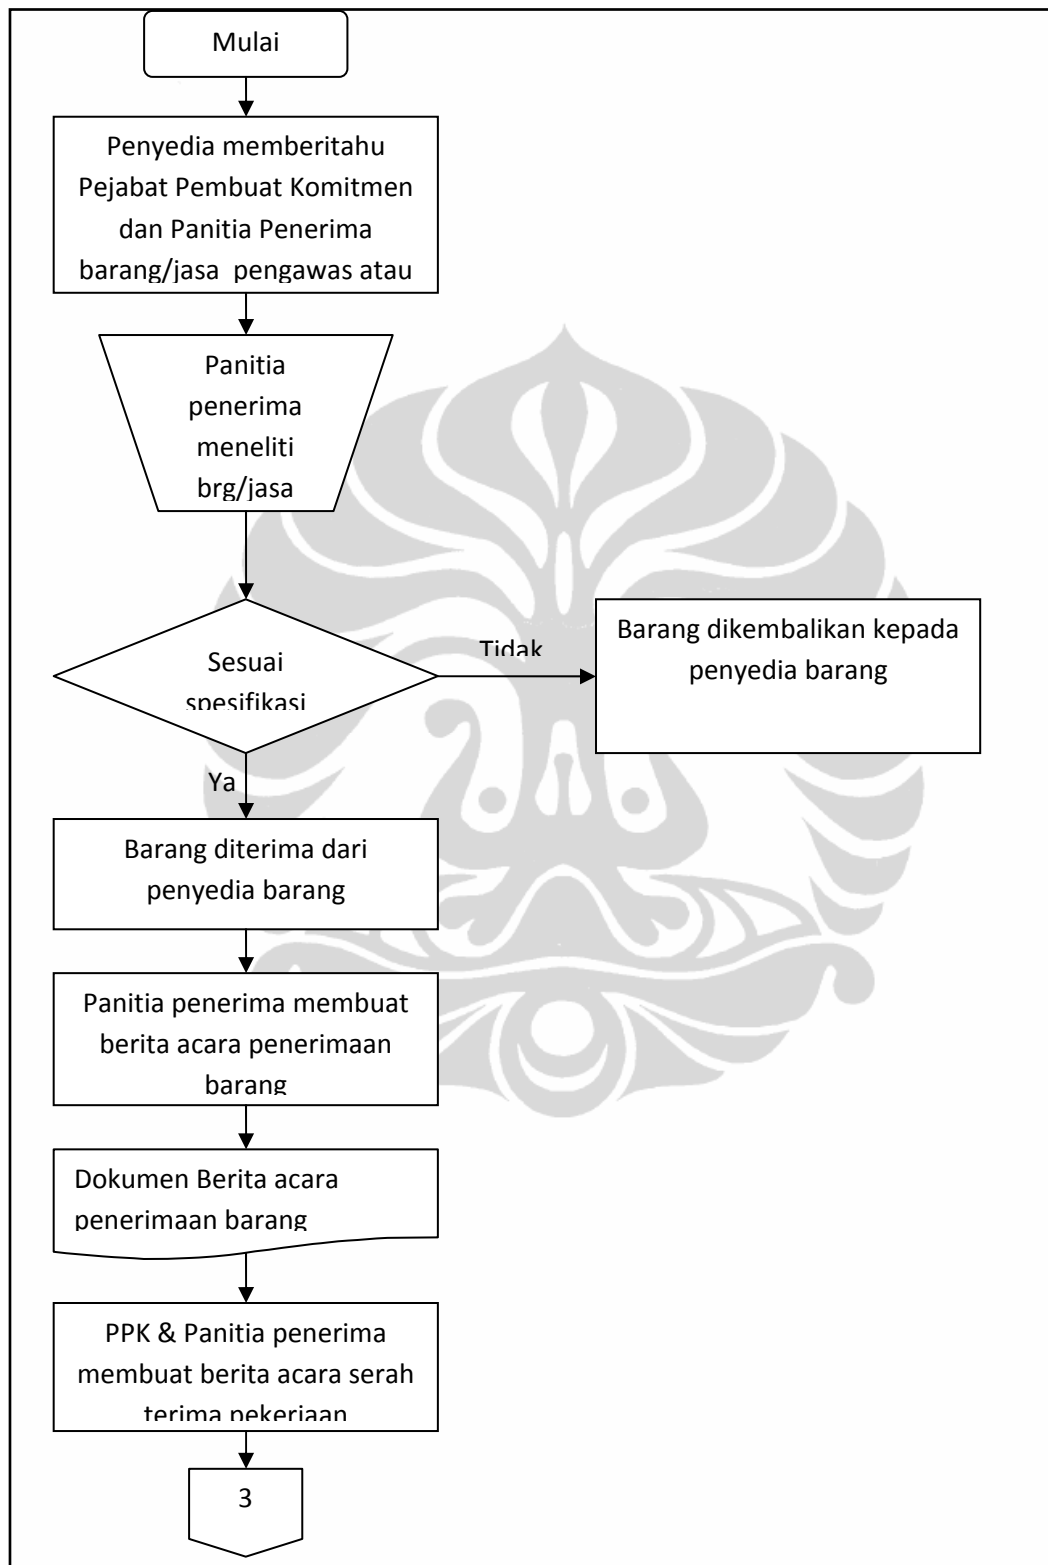 Mulai
Penyedia memberitahu
Pejabat Pembuat Komitmen
dan Panitia Penerima
barang/jasa pengawas atau
Panitia
penerima
meneliti
brg/jasa
Sesuai
spesifikasi
Tidak
Barang dikembalikan kepada
penyedia barang
Ya
Barang diterima dari
penyedia barang
Panitia penerima membuat
berita acara penerimaan
barang
Dokumen Berita acara
penerimaan barang
PPK & Panitia penerima
membuat berita acara serah
terima pekerjaan
3